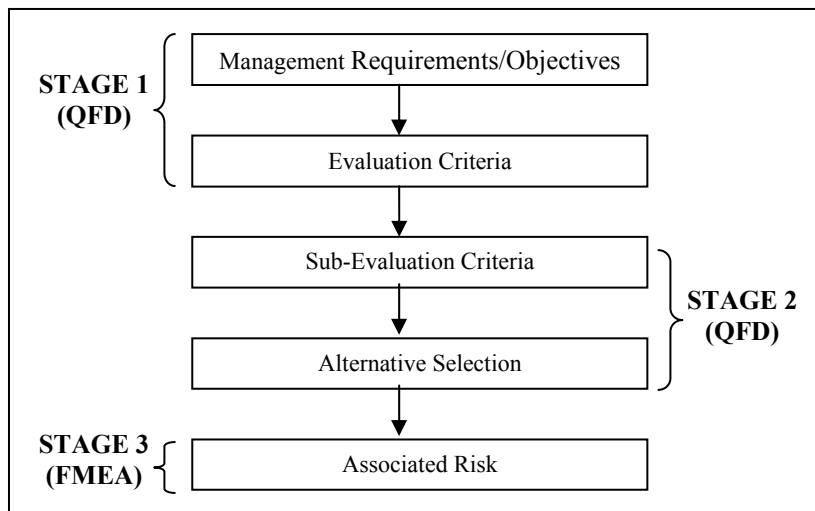 Management Requirements/Objectives
STAGE 1
(QFD)
Evaluation Criteria
Sub-Evaluation Criteria
STAGE 2
(QFD)
Alternative Selection
STAGE 3
(FMEA)
Associated Risk